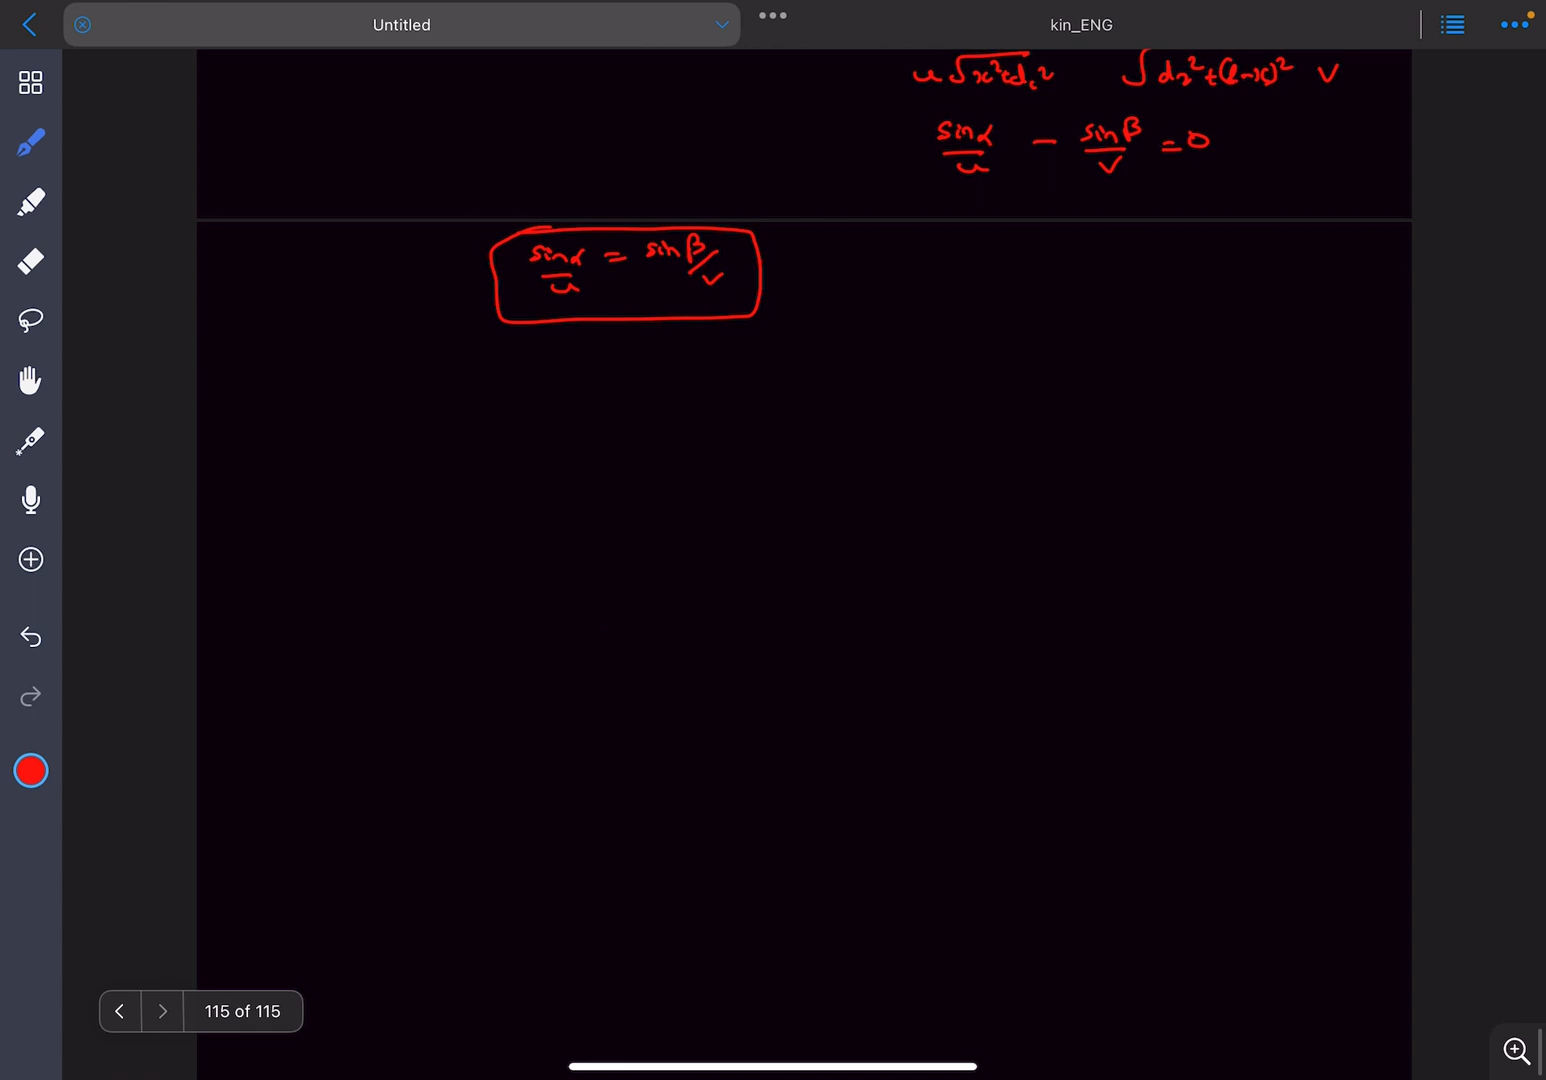 Untitled
kin_ENG
u√x²+d₁² √d₂²+(l-x)² v
sinα/u - sinβ/v = 0
sinα/u = sinβ/v
115 of 115